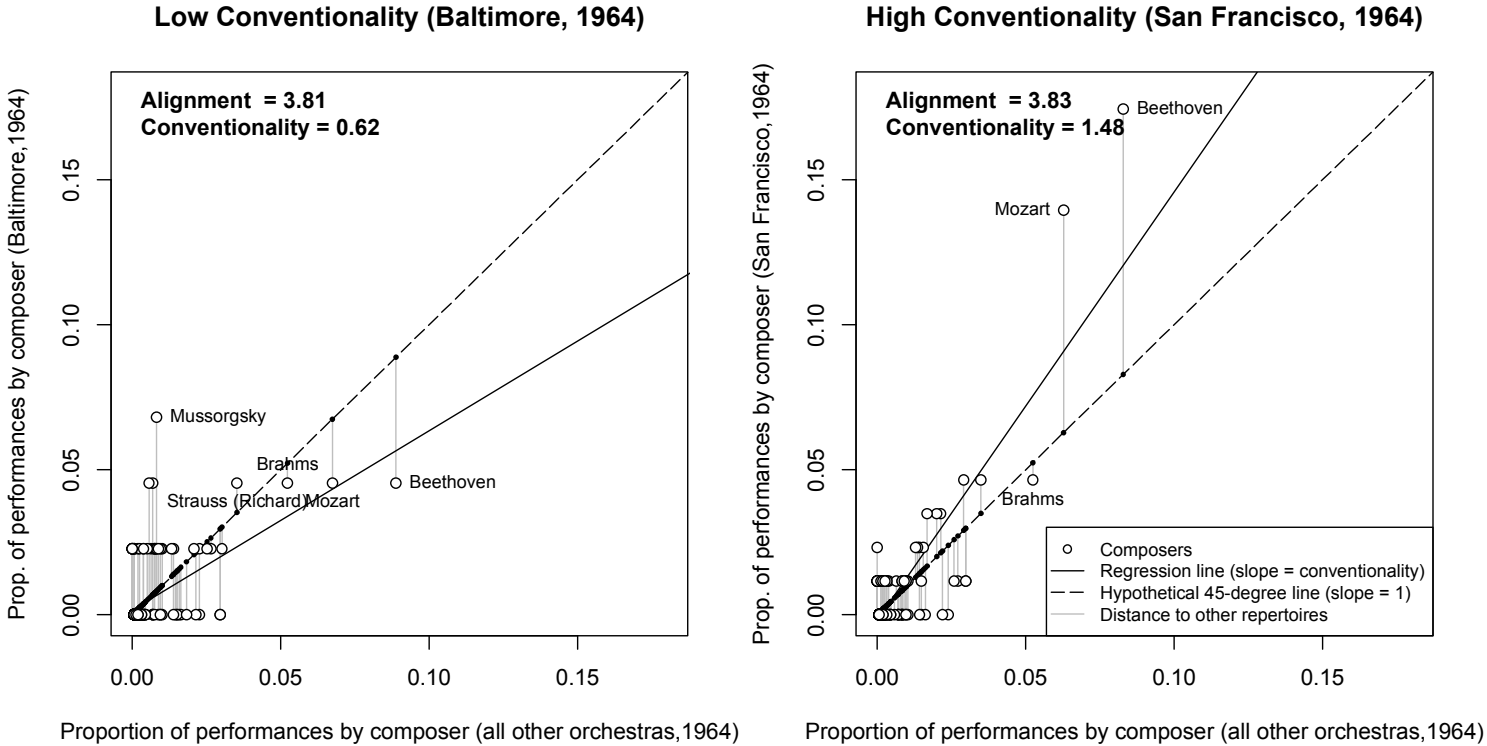 Low Conventionality (Baltimore, 1964)
Alignment = 3.81
Conventionality = 0.62
Prop. of performances by composer (Baltimore,1964)
0.15
0.10
0.05
0.00
Mussorgsky
Brahms
Beethoven
Strauss (Richard)
Mozart
0.00 0.05 0.10 0.15
Proportion of performances by composer (all other orchestras,1964)
High Conventionality (San Francisco, 1964)
Alignment = 3.83
Conventionality = 1.48
Prop. of performances by composer (San Francisco,1964)
0.15
0.10
0.05
0.00
Beethoven
Mozart
Brahms
Composers
Regression line (slope = conventionality)
Hypothetical 45-degree line (slope = 1)
Distance to other repertoires
0.00 0.05 0.10 0.15
Proportion of performances by composer (all other orchestras,1964)